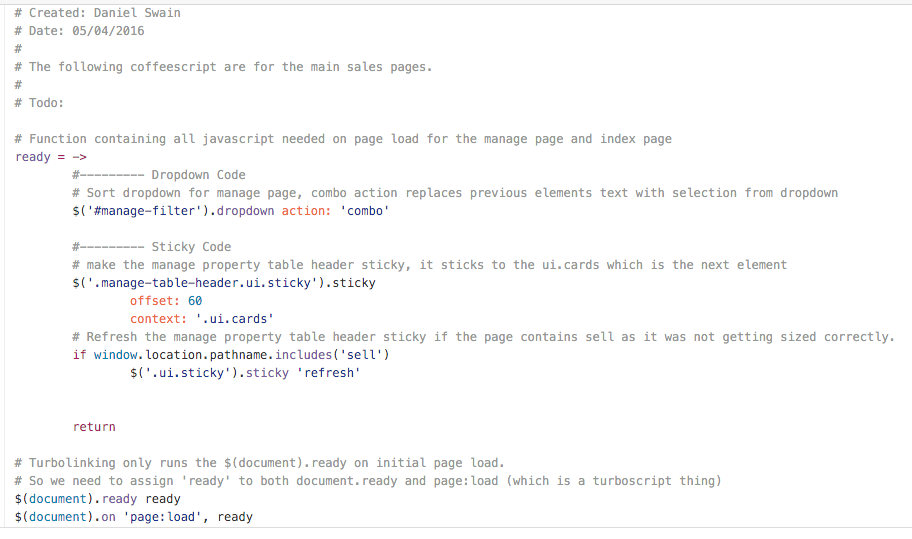 # Created: Daniel Swain
# Date: 05/04/2016
#
# The following coffeescript are for the main sales pages.
#
# Todo:
# Function containing all javascript needed on page load for the manage page and index page
ready = ->
#--------- Dropdown Code
# Sort dropdown for manage page, combo action replaces previous elements text with selection from dropdown
$('#manage-filter').dropdown action: 'combo'
#--------- Sticky Code
# make the manage property table header sticky, it sticks to the ui.cards which is the next element
$('.manage-table-header.ui.sticky').sticky
offset: 60
context: '.ui.cards'
# Refresh the manage property table header sticky if the page contains sell as it was not getting sized correctly.
if window.location.pathname.includes('sell')
$('.ui.sticky').sticky 'refresh'
return
# Turbolinking only runs the $(document).ready on initial page load.
# So we need to assign 'ready' to both document.ready and page:load (which is a turboscript thing)
$(document).ready ready
$(document).on 'page:load', ready